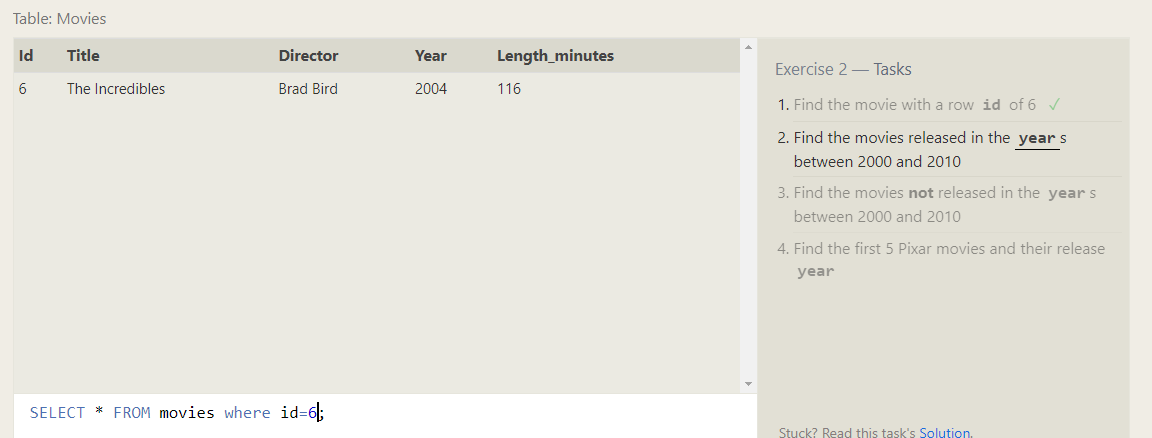 Table: Movies
Id Title Director Year Length_minutes
6 The Incredibles Brad Bird 2004 116
SELECT * FROM movies where id=6;
Exercise 2 — Tasks
1. Find the movie with a row id of 6 ✓
2. Find the movies released in the year s
between 2000 and 2010
3. Find the movies not released in the year s
between 2000 and 2010
4. Find the first 5 Pixar movies and their release
year
Stuck? Read this task's Solution.